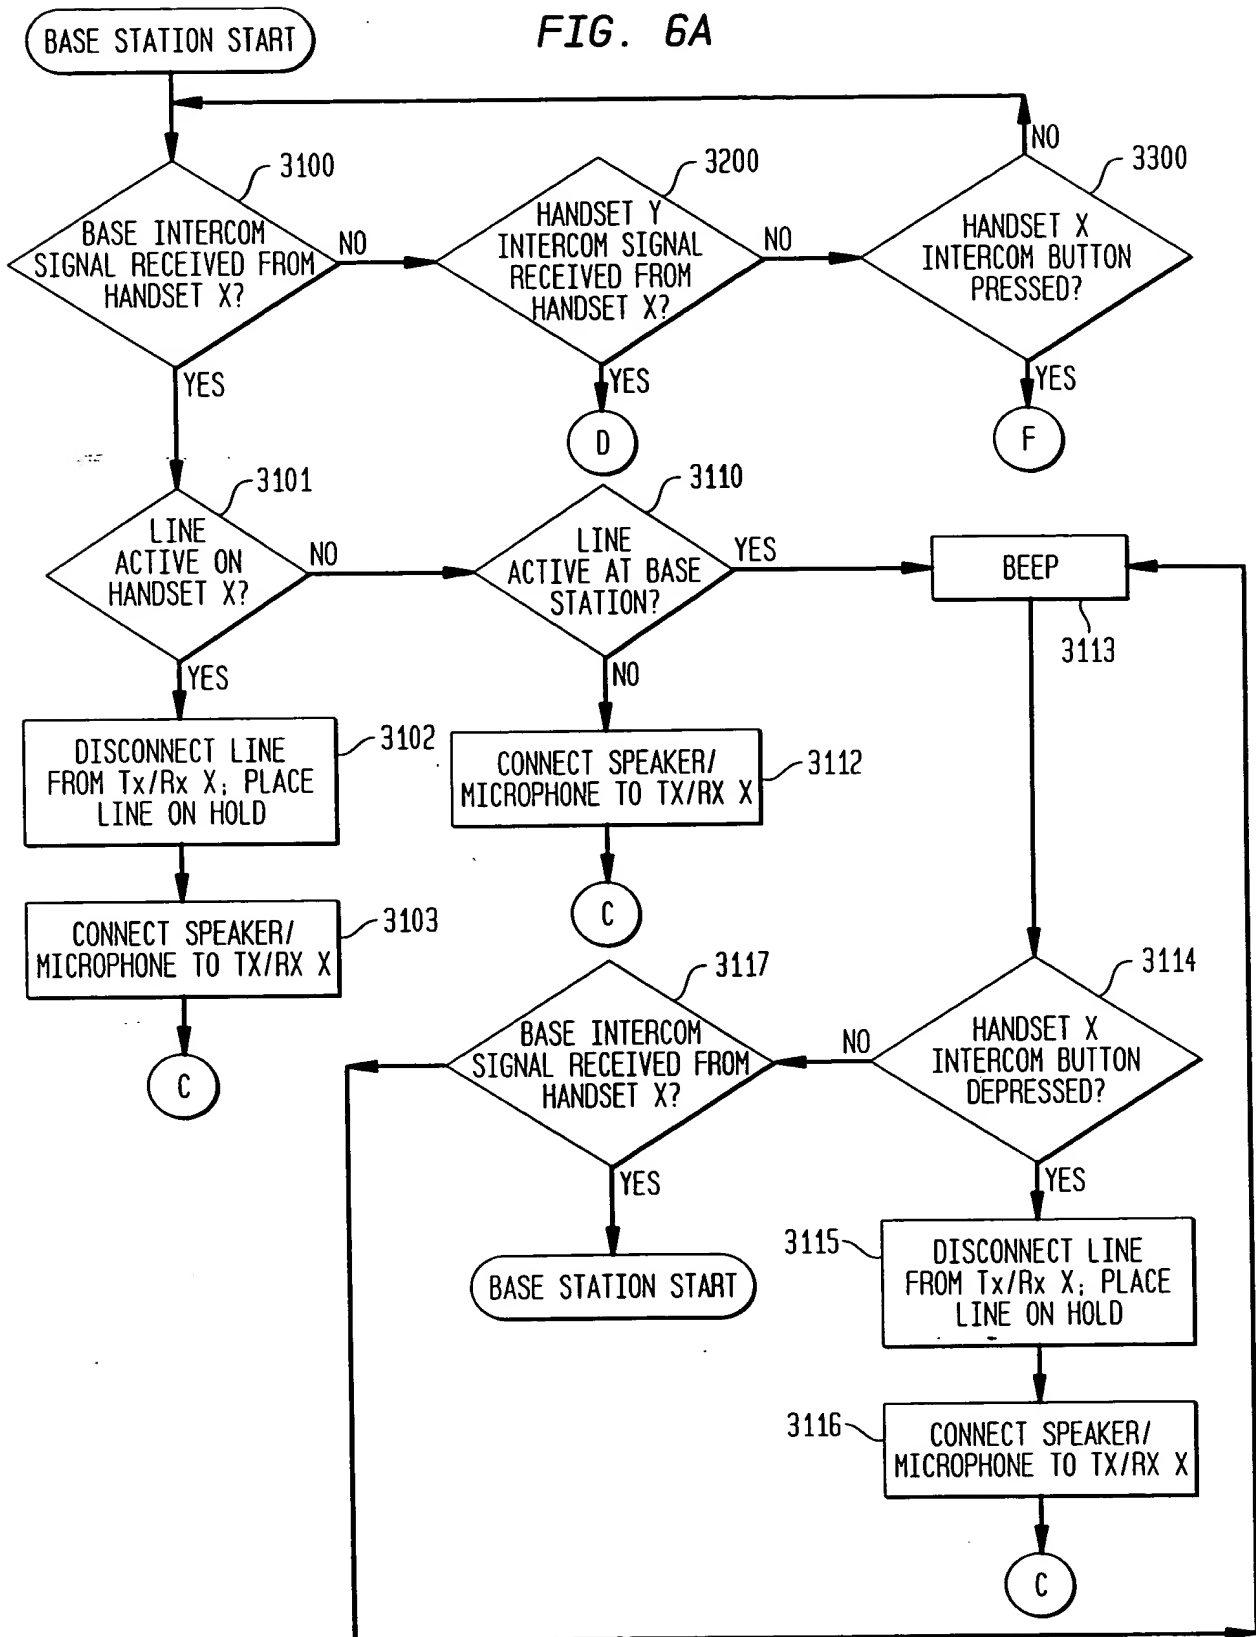 FIG. 6A
BASE STATION START
NO
3100
3200
3300
BASE INTERCOM
SIGNAL RECEIVED FROM
HANDSET X?
NO
HANDSET Y
INTERCOM SIGNAL
RECEIVED FROM
HANDSET X?
NO
HANDSET X
INTERCOM BUTTON
PRESSED?
YES
YES
YES
D
F
3101
3110
LINE
ACTIVE ON
HANDSET X?
NO
LINE
ACTIVE AT BASE
STATION?
YES
BEEP
3113
YES
NO
DISCONNECT LINE
FROM Tx/Rx X; PLACE
LINE ON HOLD
3102
CONNECT SPEAKER/
MICROPHONE TO TX/RX X
3112
CONNECT SPEAKER/
MICROPHONE TO TX/RX X
3103
C
C
3117
3114
BASE INTERCOM
SIGNAL RECEIVED FROM
HANDSET X?
NO
HANDSET X
INTERCOM BUTTON
DEPRESSED?
YES
YES
BASE STATION START
3115
DISCONNECT LINE
FROM Tx/Rx X; PLACE
LINE ON HOLD
3116
CONNECT SPEAKER/
MICROPHONE TO TX/RX X
C